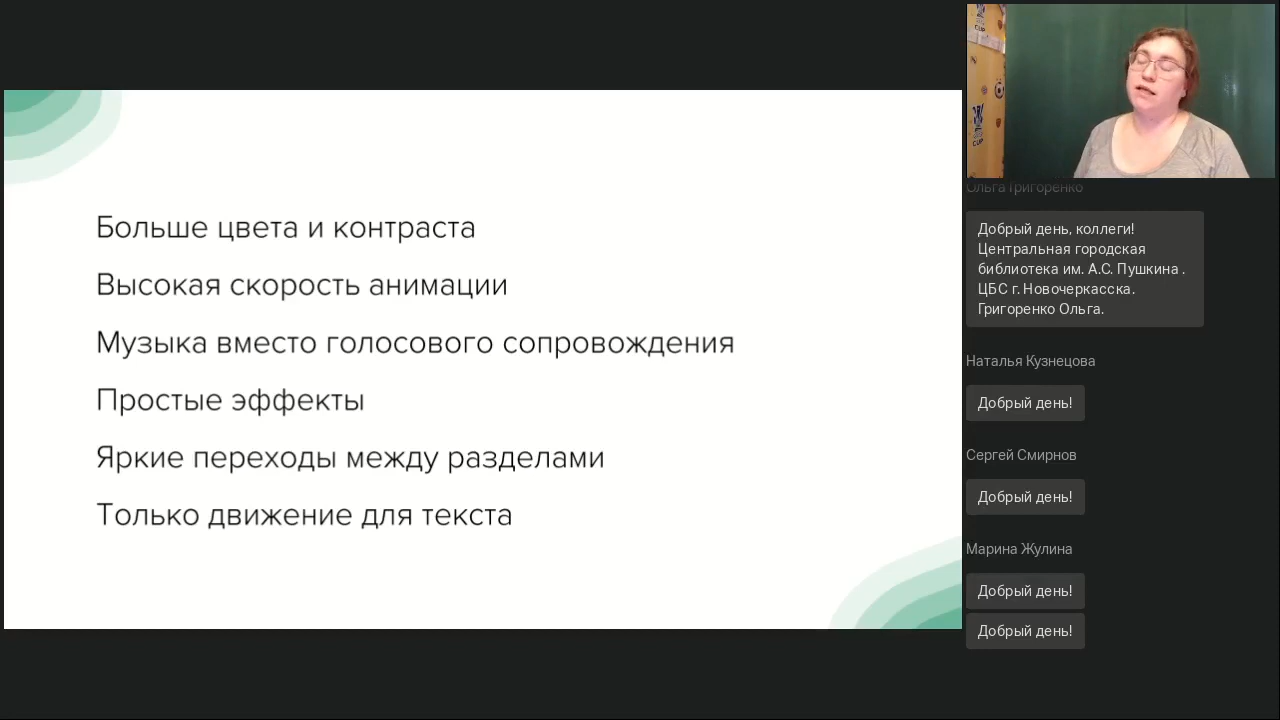 Больше цвета и контраста
Высокая скорость анимации
Музыка вместо голосового сопровождения
Простые эффекты
Яркие переходы между разделами
Только движение для текста
CUP
CUP
Ольга Григоренко
Добрый день, коллеги!
Центральная городская
библиотека им. А.С. Пушкина .
ЦБС г. Новочеркасска.
Григоренко Ольга.
Наталья Кузнецова
Добрый день!
Сергей Смирнов
Добрый день!
Марина Жулина
Добрый день!
Добрый день!